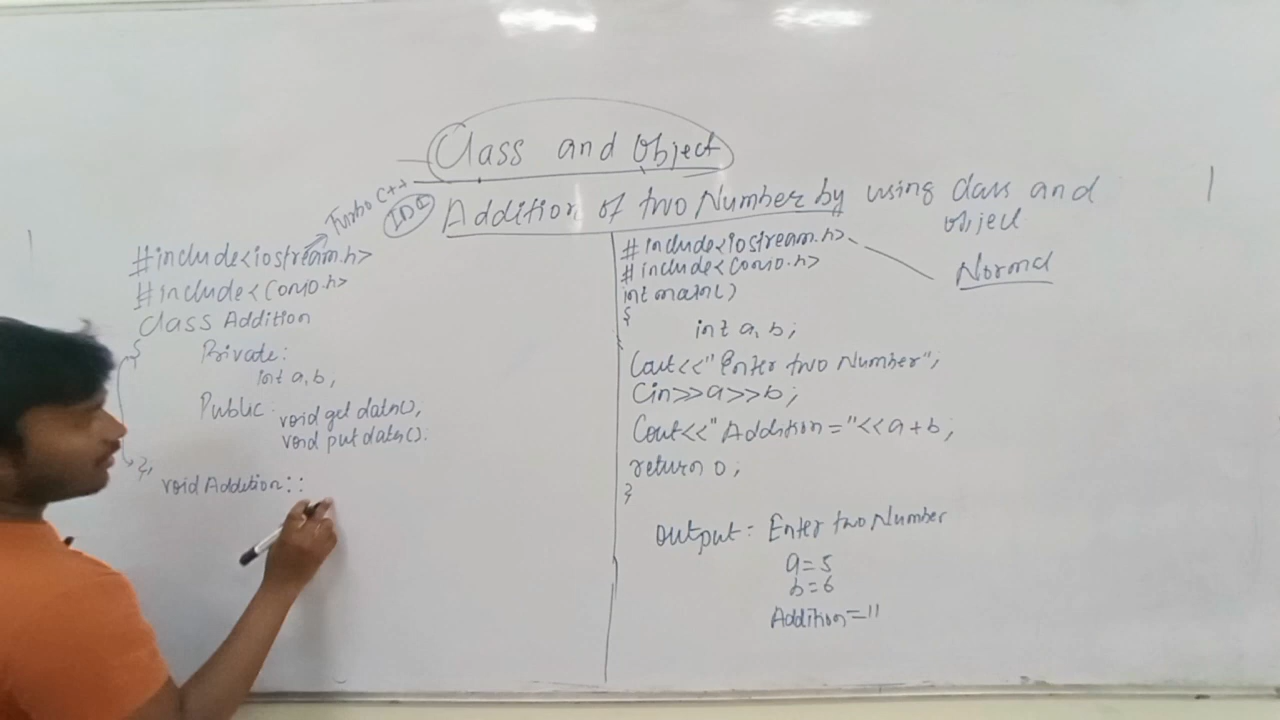 Class and Object
Turbo C++
IDE
Addition of two Number by using class and
object
#include<iostream.h>
#include<conio.h>
class Addition
{
Private:
int a,b,
Public:
void get data(),
void put data();
};
void Addition::
#include<iostream.h>
#include<conio.h>
int main()
{
int a, b;
Cout<<"Enter two Number";
Cin>>a>>b;
Cout<<"Addition="<<a+b;
return 0;
}
Normal
output: Enter two Number
a=5
b=6
Addition=11